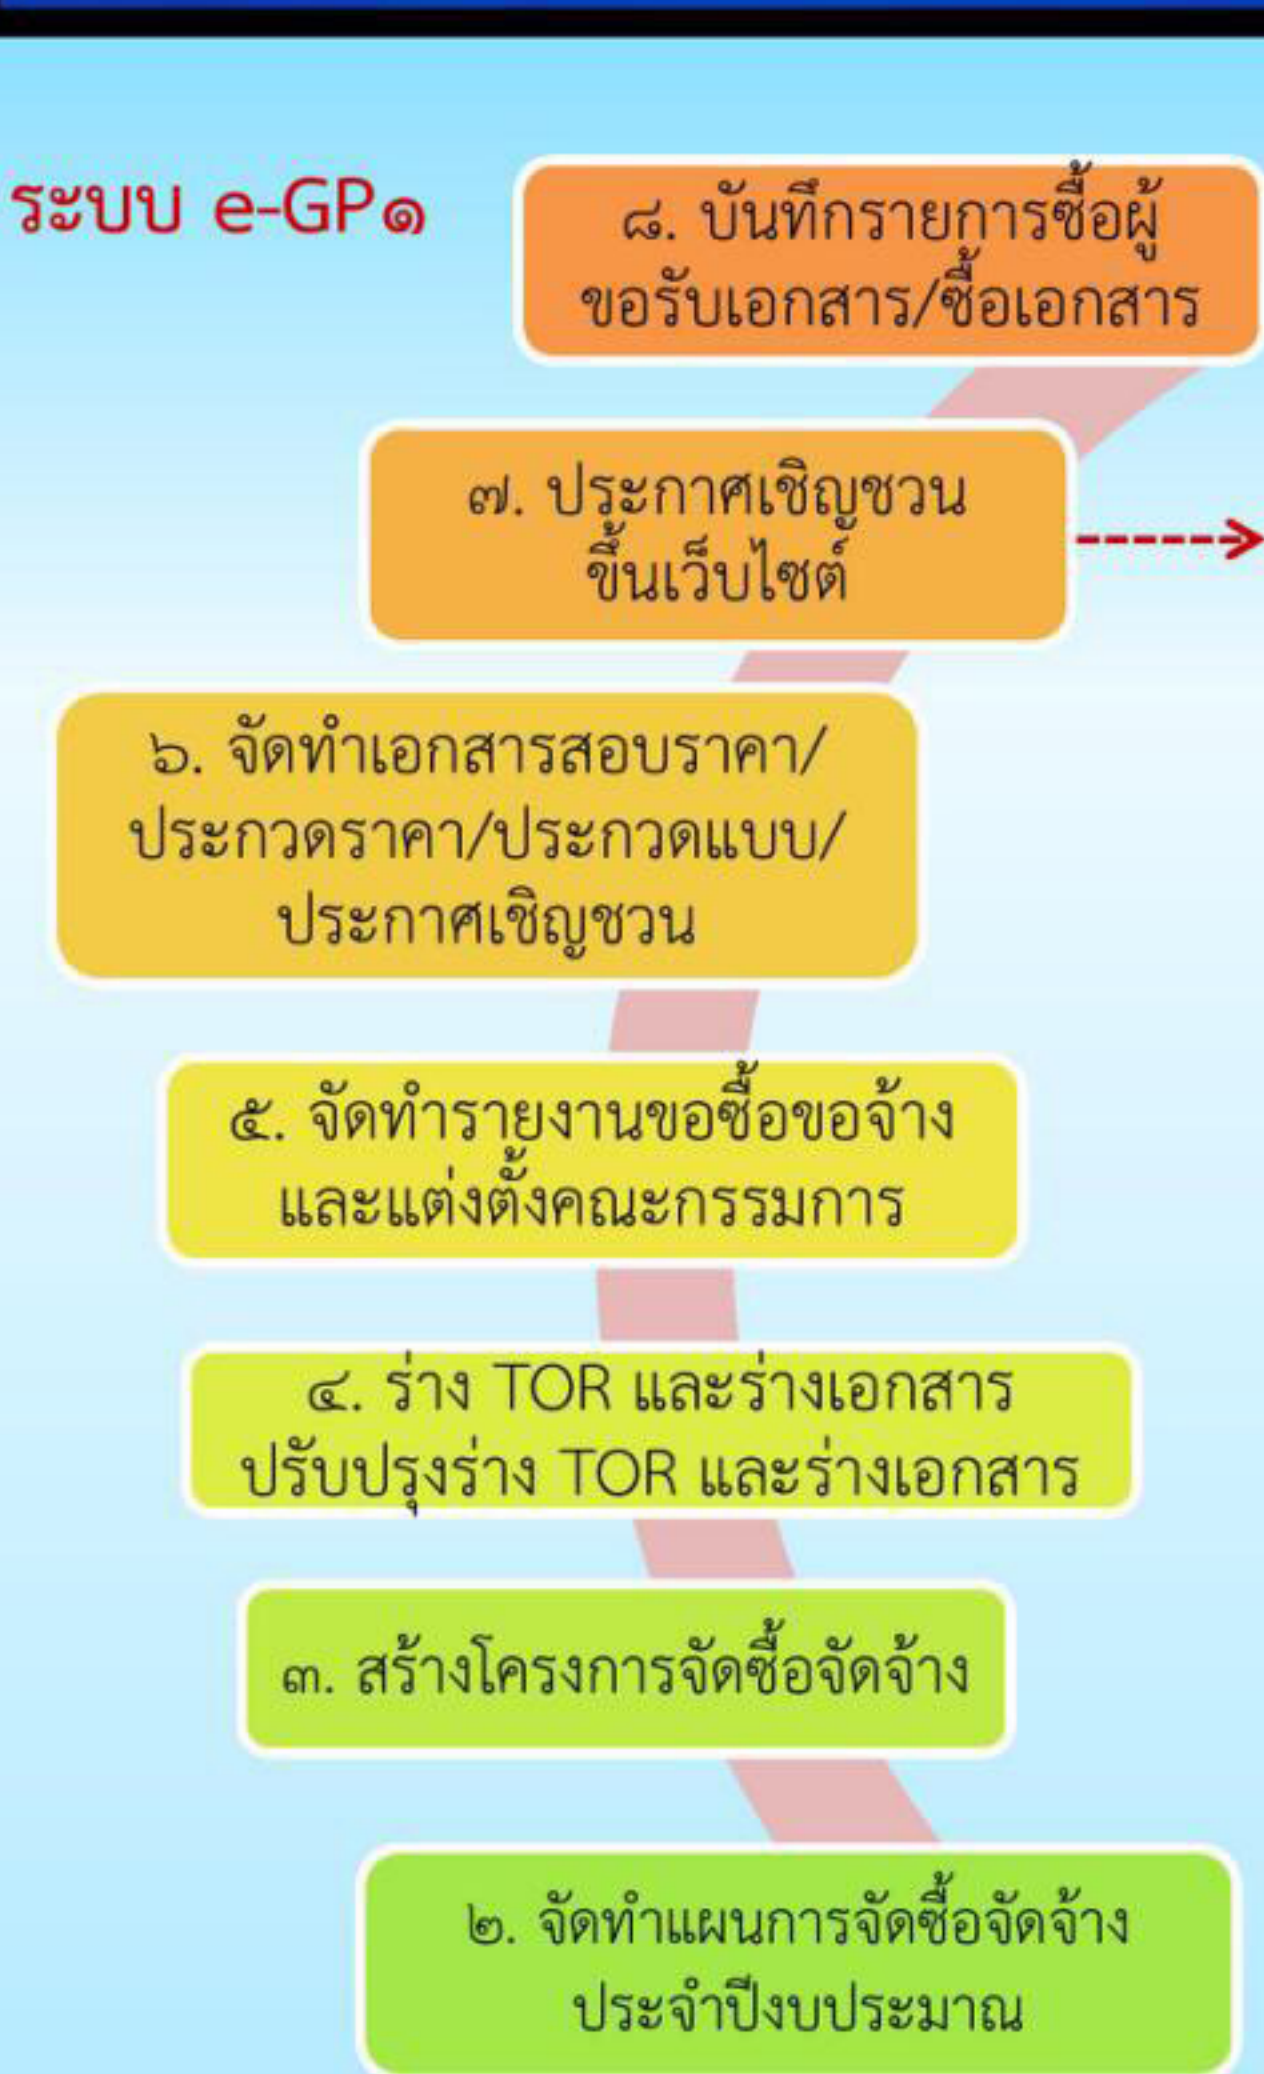 ระบบ e-GP๑
๘. บันทึกรายการซื้อผู้
ขอรับเอกสาร/ซื้อเอกสาร
๗. ประกาศเชิญชวน
ขึ้นเว็บไซต์
๖. จัดทำเอกสารสอบราคา/
ประกวดราคา/ประกวดแบบ/
ประกาศเชิญชวน
๕. จัดทำรายงานขอซื้อขอจ้าง
และแต่งตั้งคณะกรรมการ
๔. ร่าง TOR และร่างเอกสาร
ปรับปรุงร่าง TOR และร่างเอกสาร
๓. สร้างโครงการจัดซื้อจัดจ้าง
๒. จัดทำแผนการจัดซื้อจัดจ้าง
ประจำปีงบประมาณ